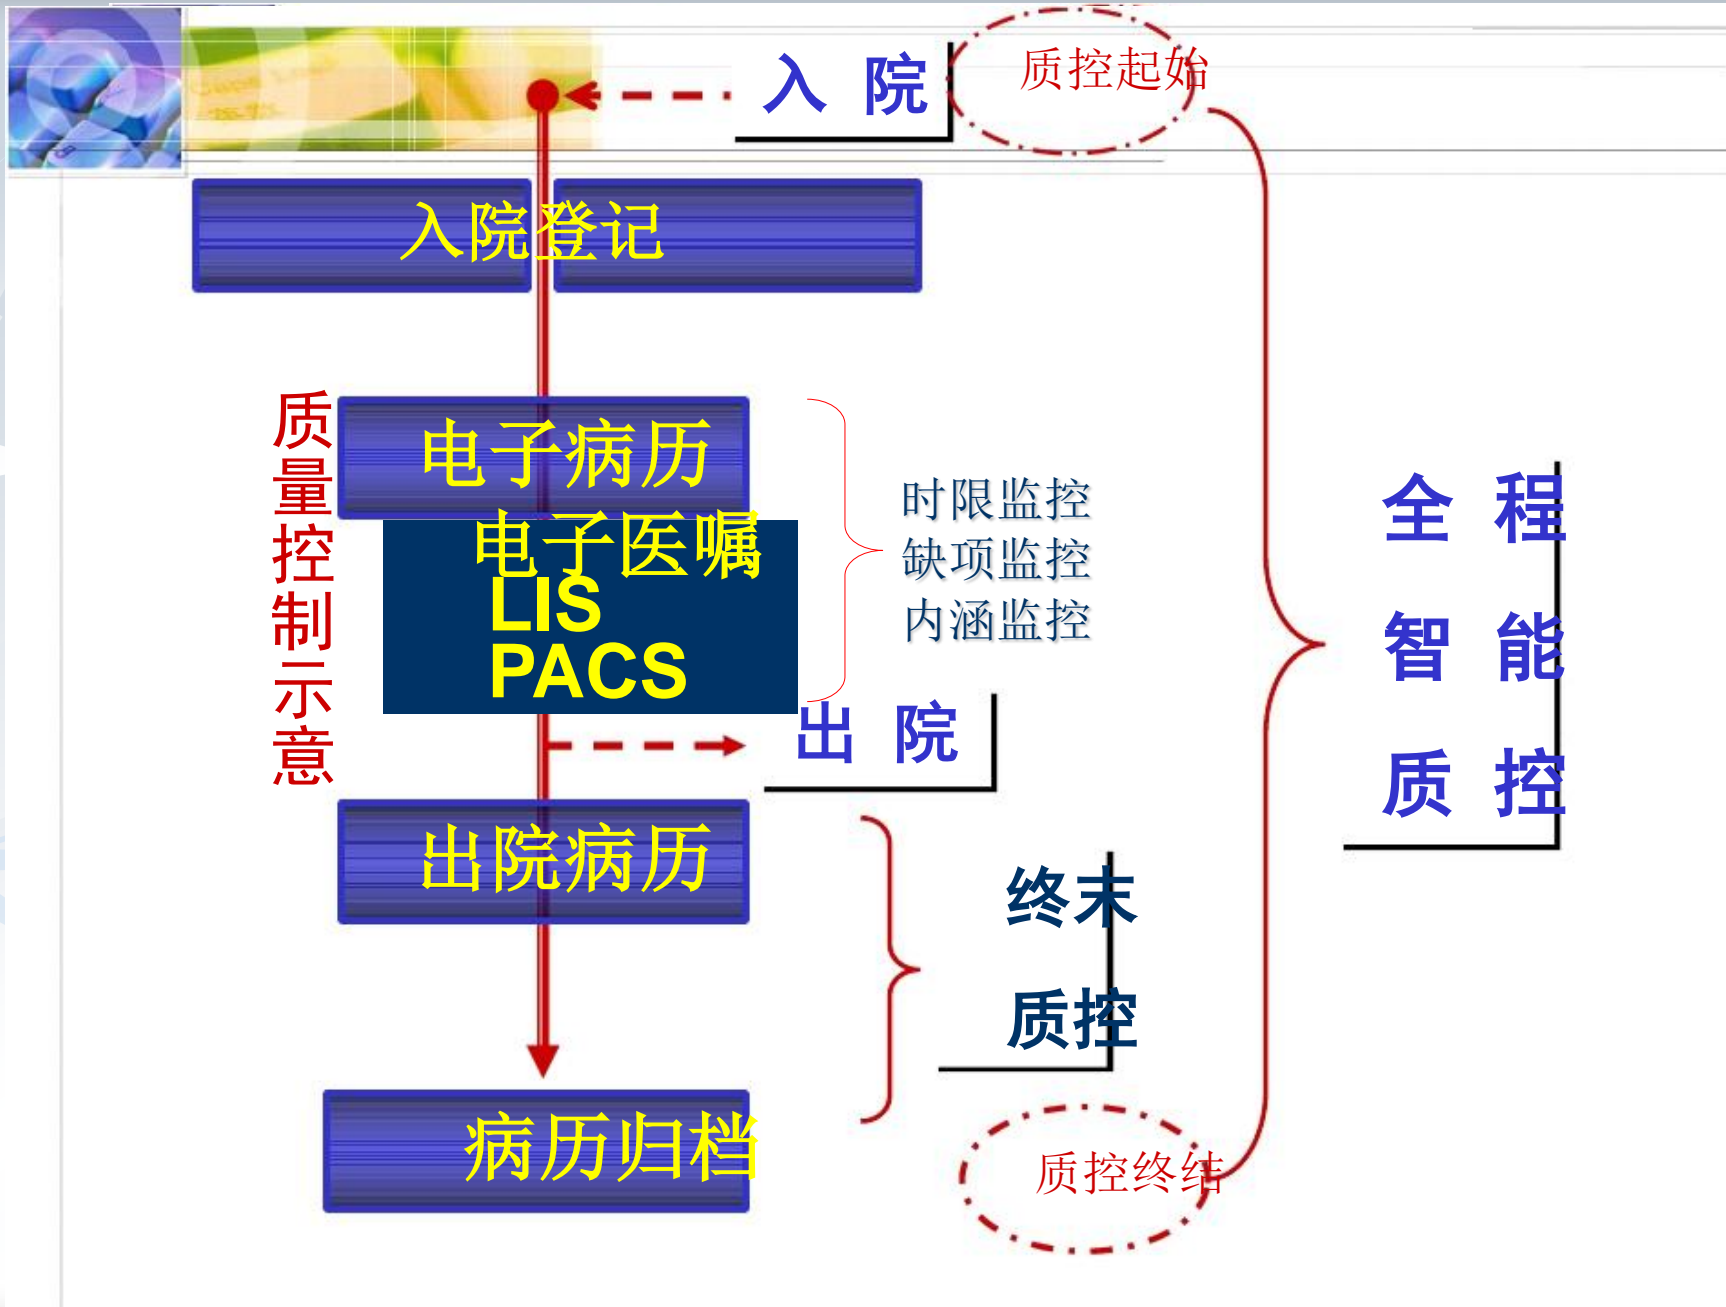 入 院
质控起始
入院登记
质量控制示意
电子病历
电子医嘱
LIS
PACS
时限监控
缺项监控
内涵监控
出 院
出院病历
终末
质控
病历归档
质控终结
全 程
智 能
质 控